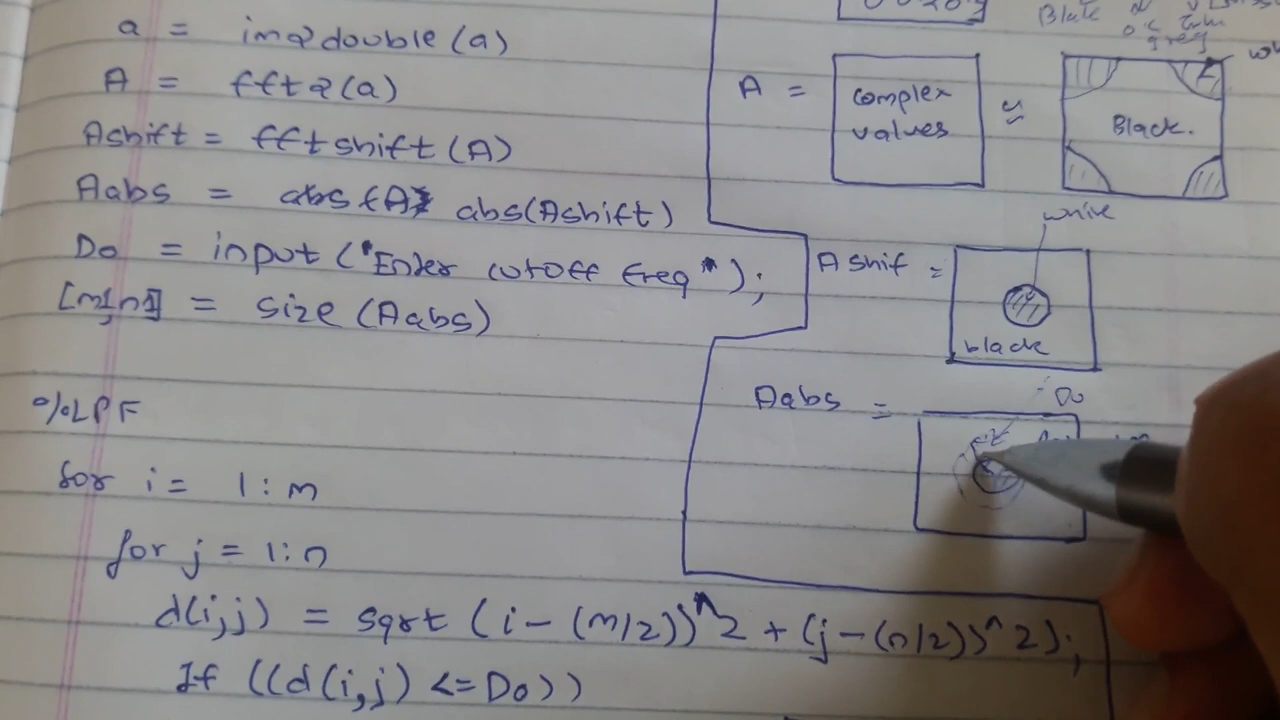 a = im2double(a)
A = fft2(a)
Ashift = fftshift(A)
Aabs = abs(Ashift)
Do = input ("Enter cutoff freq");
[m,n] = size (Aabs)
%LPF
for i = 1:m
for j = 1:n
d(i,j) = sqrt (i-(m/2))^2 + (j-(n/2))^2);
If ((d(i,j) <= Do))
A =
complex
values
≈
Black.
white
A Shif =
black
Aabs =
Do